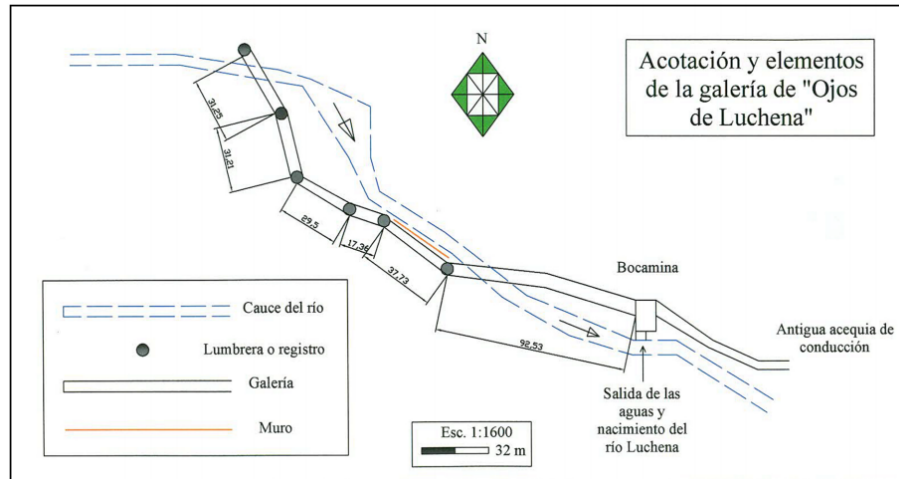 N
Acotación y elementos
de la galería de "Ojos
de Luchena"
31,25
31,21
29,5
17,36
37,73
92,53
Bocamina
Antigua acequia de
conducción
Salida de las
aguas y
nacimiento del
río Luchena
Cauce del río
Lumbrera o registro
Galería
Muro
Esc. 1:1600
32 m